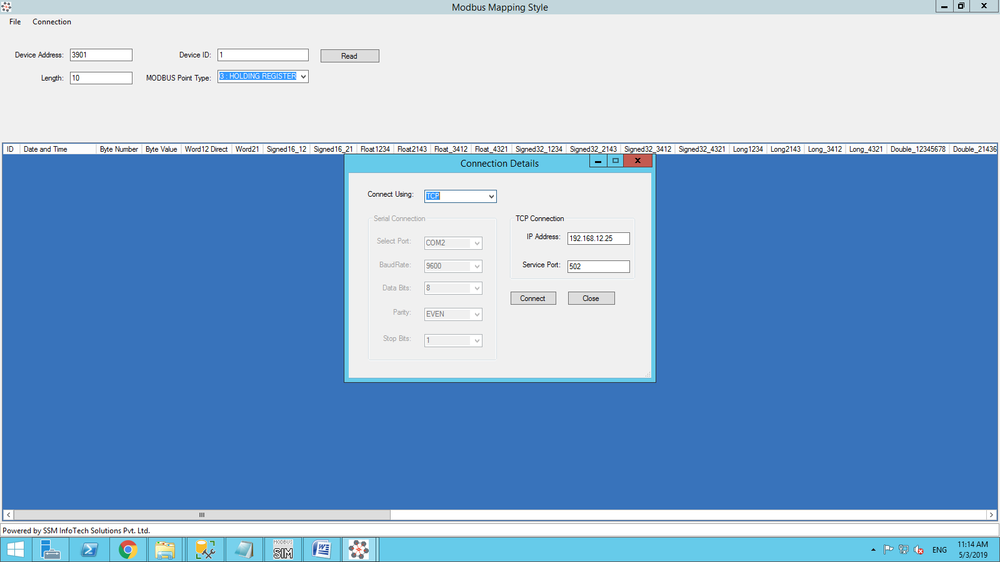 Modbus Mapping Style
File Connection
Device Address: 3901 Device ID: 1 Read
Length: 10 MODBUS Point Type: 3 : HOLDING REGISTER
ID Date and Time Byte Number Byte Value Word12 Direct Word21 Signed16_12 Signed16_21 Float1234 Float2143 Float_3412 Float_4321 Signed32_1234 Signed32_2143 Signed32_3412 Signed32_4321 Long1234 Long2143 Long_3412 Long_4321 Double_12345678 Double_21436
Connection Details
Connect Using: TCP
Serial Connection
Select Port: COM2
BaudRate: 9600
Data Bits: 8
Parity: EVEN
Stop Bits: 1
TCP Connection
IP Address: 192.168.12.25
Service Port: 502
Connect Close
Powered by SSM InfoTech Solutions Pvt. Ltd.
MODBUS
SIM
ENG
11:14 AM
5/3/2019